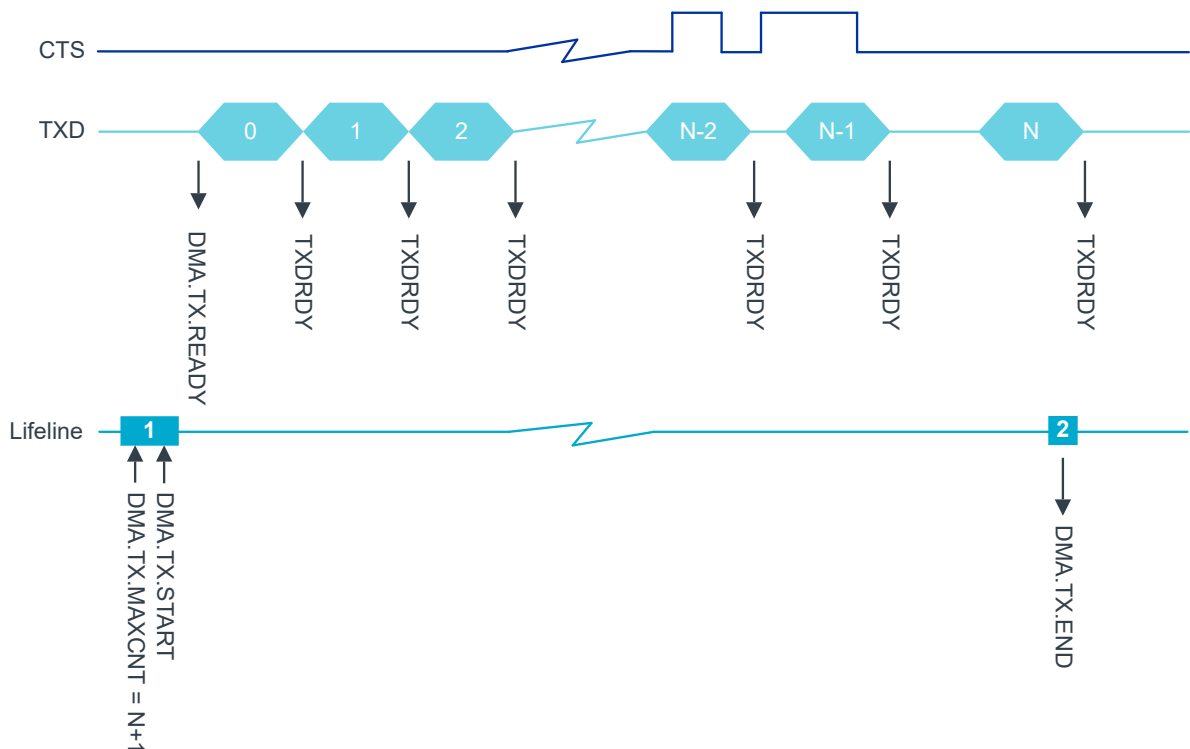 CTS
TXD
0
1
2
N-2
N-1
N
DMA.TX.READY
TXDRDY
TXDRDY
TXDRDY
TXDRDY
TXDRDY
TXDRDY
Lifeline
1
2
DMA.TX.MAXCNT = N+1
DMA.TX.START
DMA.TX.END